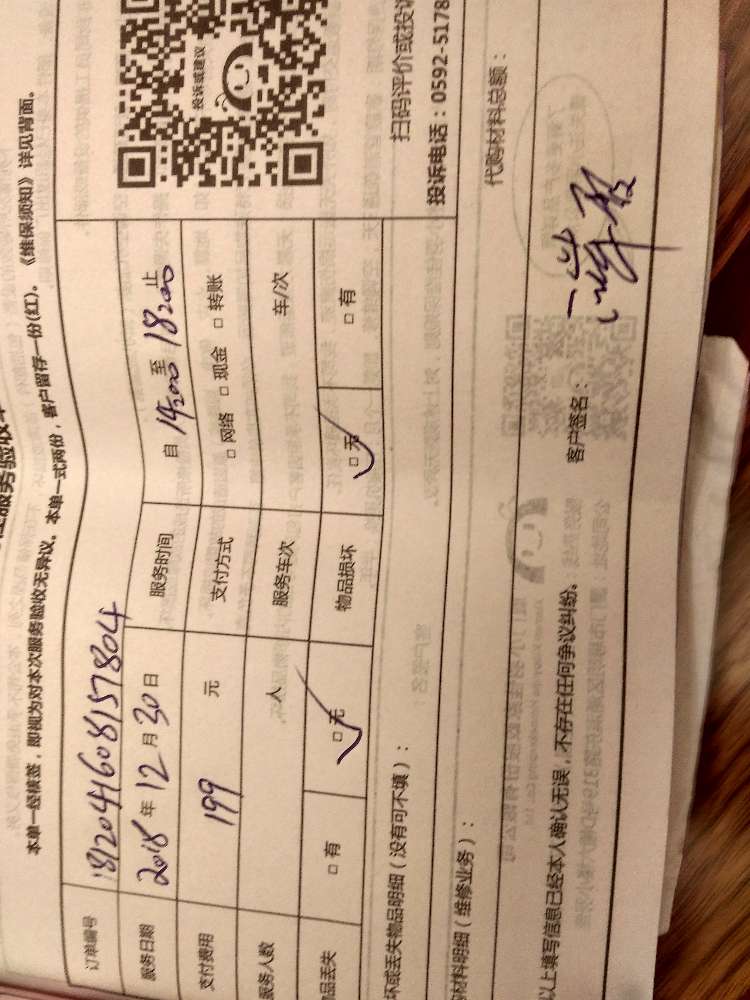 本单一经核签，即视为对本次服务验收无异议。本单一式两份，客户留存一份(红)。《维保须知》详见背面。
订单编号 1812041608157804
服务日期 2018 年 12 月 30 日 服务时间 自 14:00 至 18:00 止
支付费用 199 元 支付方式 □ 网络 □ 现金 □ 转账
服务人数 人 服务车次 车/次
品丢失 □ 有 □ 无 物品损坏 □ 无 □ 有
投诉或建议
扫码评价或投诉
投诉电话：0592-5178
坏或丢失物品明细（没有可不填）：
材料明细（维修业务）： 代购材料总额：
以上填写信息已经本人确认无误，不存在任何争议纠纷。 客户签名：